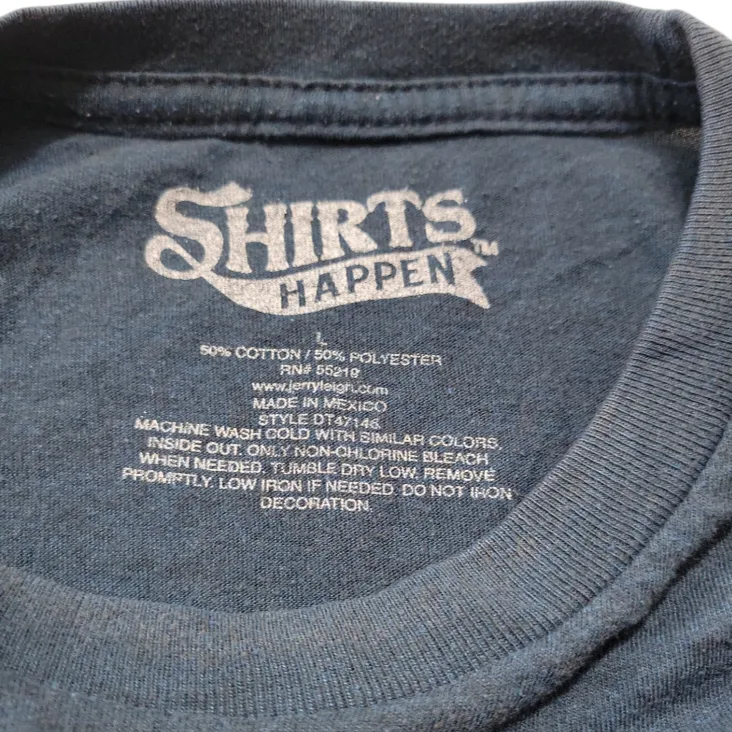 SHIRTS
HAPPEN
TM
L
50% COTTON / 50% POLYESTER
RN# 55219
www.jerryleigh.com
MADE IN MEXICO
STYLE DT47146
MACHINE WASH COLD WITH SIMILAR COLORS,
INSIDE OUT. ONLY NON-CHLORINE BLEACH
WHEN NEEDED. TUMBLE DRY LOW. REMOVE
PROMPTLY. LOW IRON IF NEEDED. DO NOT IRON
DECORATION.